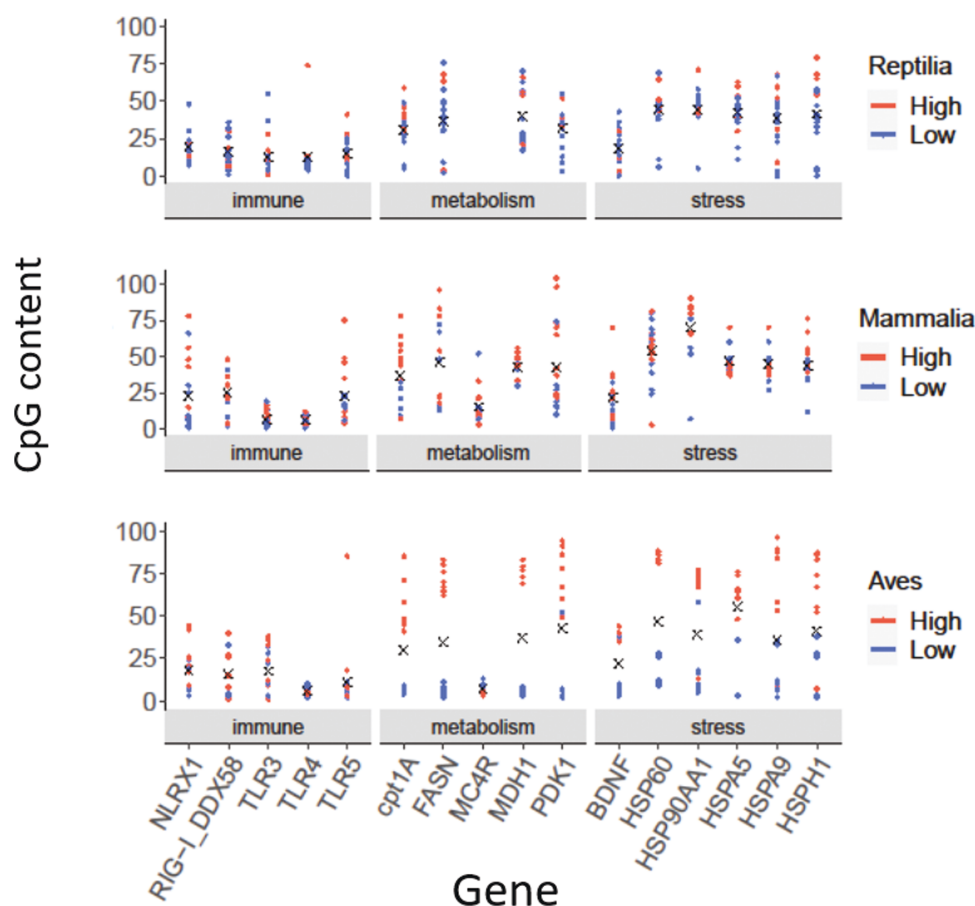 100
75
50
25
0
immune metabolism stress
Reptilia
High
Low
100
75
50
25
0
immune metabolism stress
Mammalia
High
Low
100
75
50
25
0
immune metabolism stress
Aves
High
Low
CpG content
NLRX1 RIG-I_DDX58 TLR3 TLR4 TLR5 cpt1A FASN MC4R MDH1 PDK1 BDNF HSP60 HSP90AA1 HSPA5 HSPA9 HSPH1
Gene